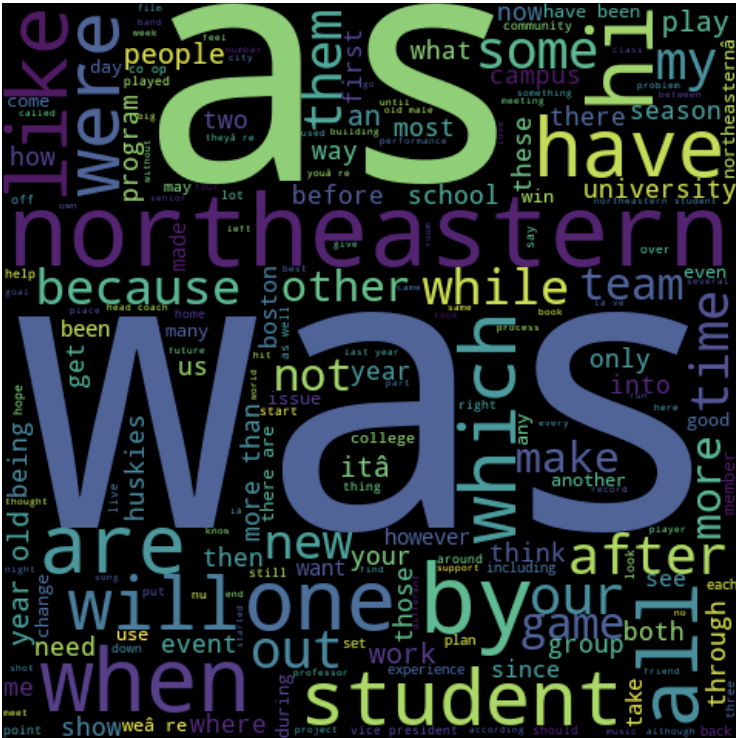 as
hi
like
were
them
some
my
play
now
have been
what
campus
people
day
come
how
off
program
two
theyâ re
first
an
most
way
there
season
these
have
university
northeasternâ
before
school
win
northeastern student
film
band
week
feel
number
city
community
class
co op
played
big
without
until
old male
used
building
performance
go
something
problem
between
meeting
called
love
may
four
lot
youâ re
own
senior
northeastern
made
left
give
room
say
over
help
because
other
while
team
even
goal
best
came
same
several
iâ ve
place
head coach
home
took
book
process
was
been
many
get
us
future
boston
as well
hit
last year
not
year
part
which
only
into
time
run
here
good
hope
world
issue
start
right
any
every
college
make
being
huskies
more than
there are
itâ
thing
another
record
more
member
thought
live
year old
are
know
then
new
your
however
think
after
player
night
song
still
want
find
around
support
including
look
see
each
change
will
put
nu
end
started
one
those
by
different
our
game
both
no
all
through
use
down
need
event
out
set
work
plan
group
professor
experience
since
take
friend
three
me
when
shot
meet
point
show
weâ re
where
during
student
project
vice president
according
should
music
although
back